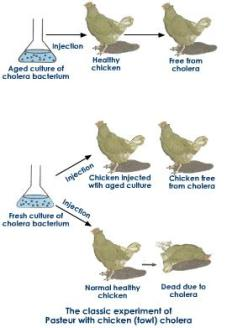 Injection
Aged culture of
cholera bacterium
Healthy
chicken
Free from
cholera
Injection
Chicken injected
with aged culture
Chicken free
from cholera
Fresh culture of
cholera bacterium
Injection
Normal healthy
chicken
Dead due to
cholera
The classic experiment of
Pasteur with chicken (fowl) cholera